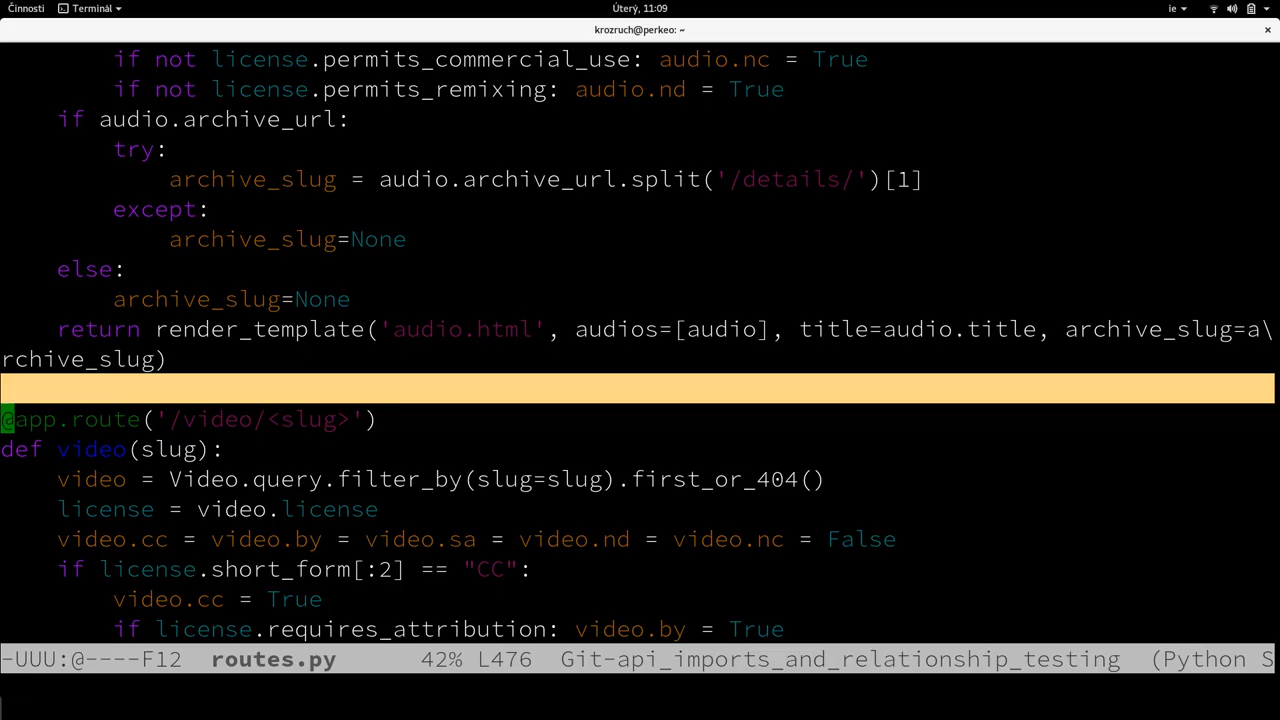 Činnosti Terminál Úterý, 11:09 ie
krozruch@perkeo: ~ ×
if not license.permits_commercial_use: audio.nc = True
if not license.permits_remixing: audio.nd = True
if audio.archive_url:
try:
archive_slug = audio.archive_url.split('/details/')[1]
except:
archive_slug=None
else:
archive_slug=None
return render_template('audio.html', audios=[audio], title=audio.title, archive_slug=a\
rchive_slug)
@app.route('/video/<slug>')
def video(slug):
video = Video.query.filter_by(slug=slug).first_or_404()
license = video.license
video.cc = video.by = video.sa = video.nd = video.nc = False
if license.short_form[:2] == "CC":
video.cc = True
if license.requires_attribution: video.by = True
-UUU:@----F12 routes.py 42% L476 Git-api_imports_and_relationship_testing (Python S